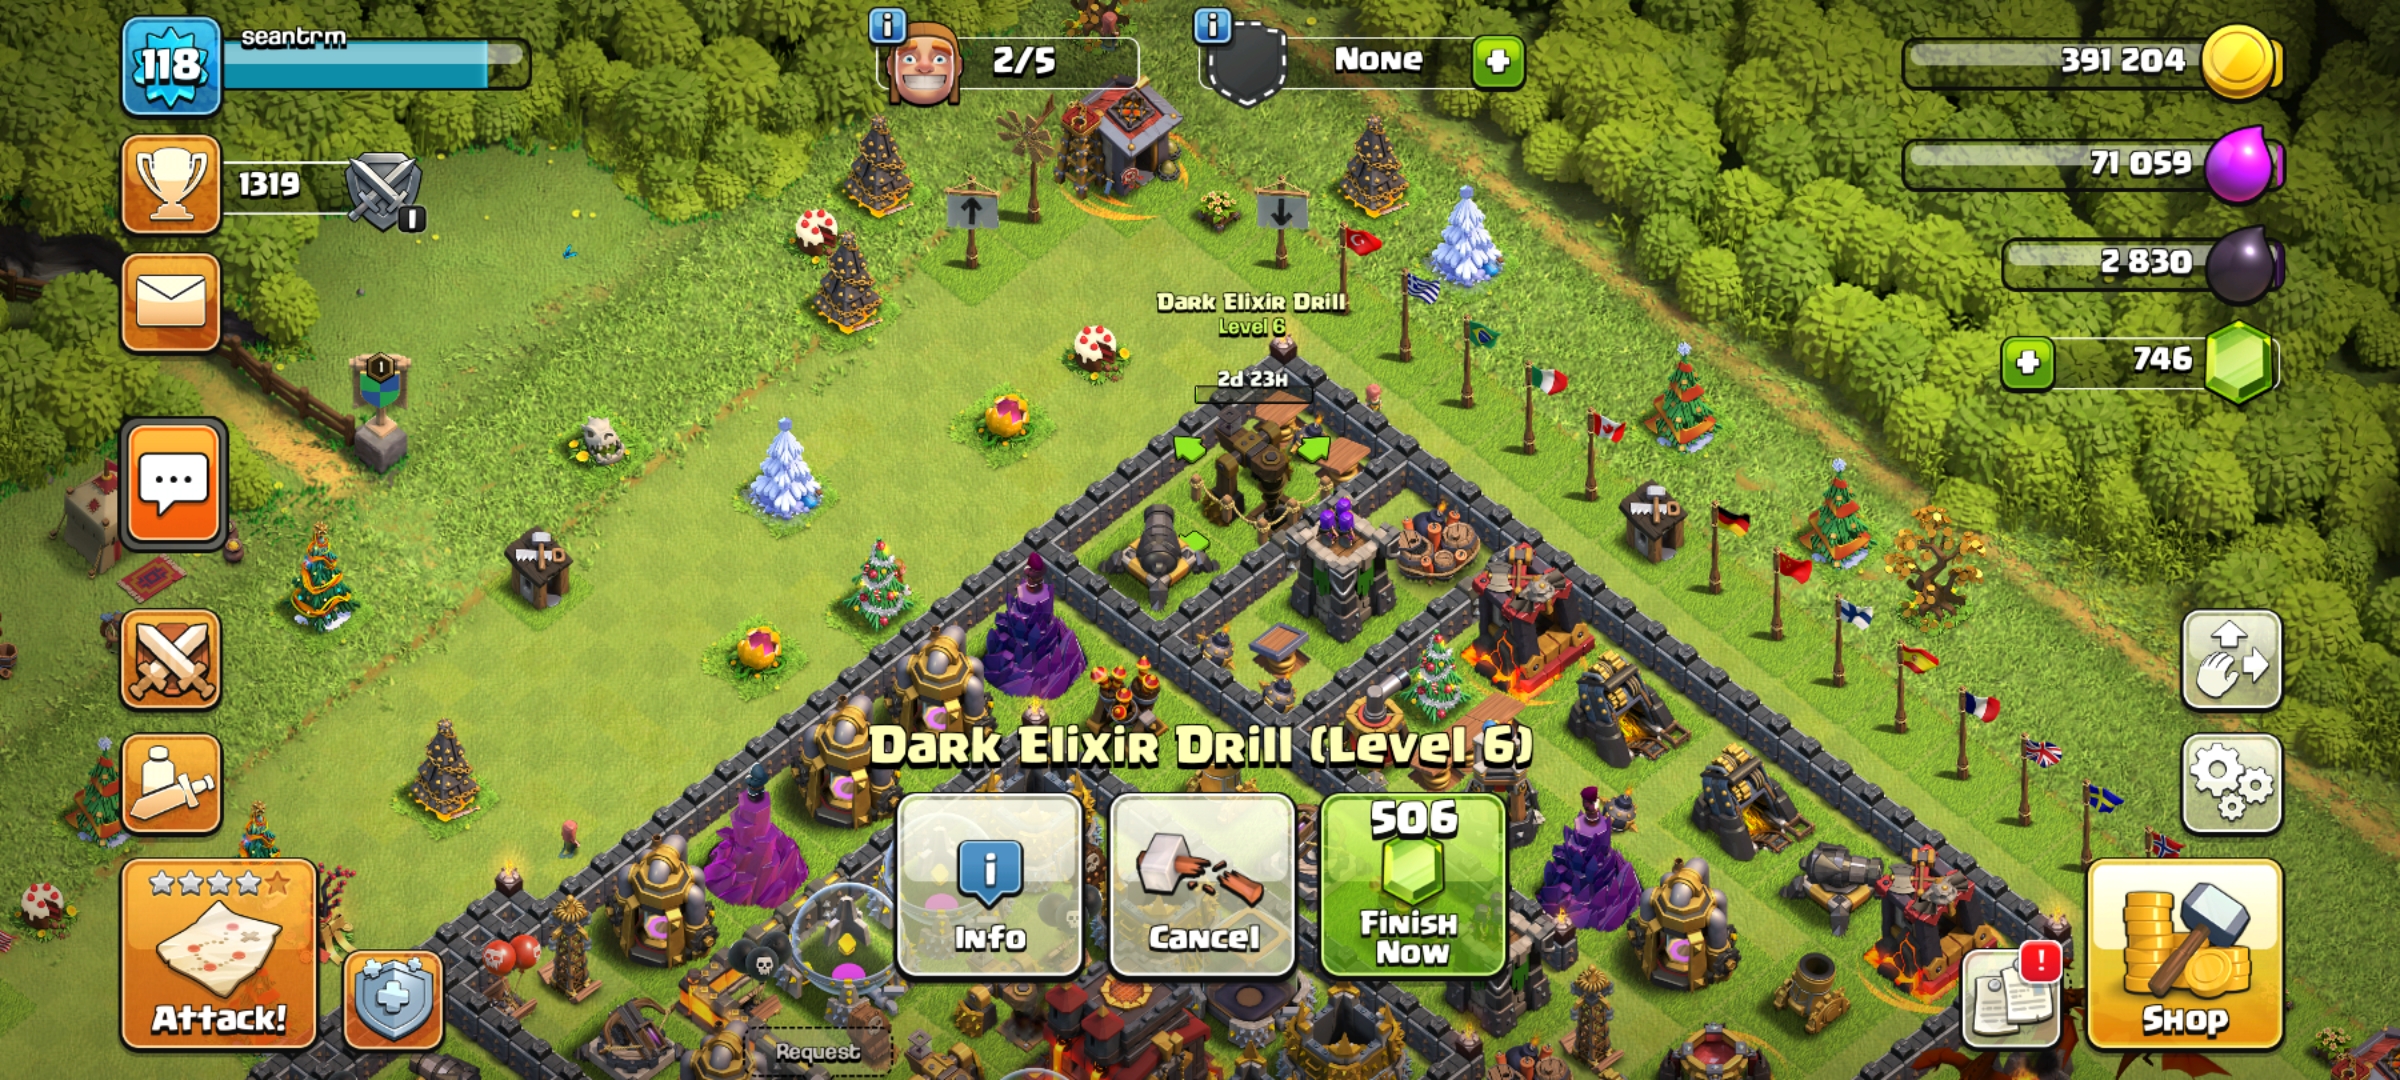 118
seantrm
2/5
None
391 204
1319
1
71 059
2 830
Dark Elixir Drill
Level 6
746
1
2d 23h
Dark Elixir Drill (Level 6)
506
Info
Cancel
Finish
Now
Attack!
!
Shop
Request